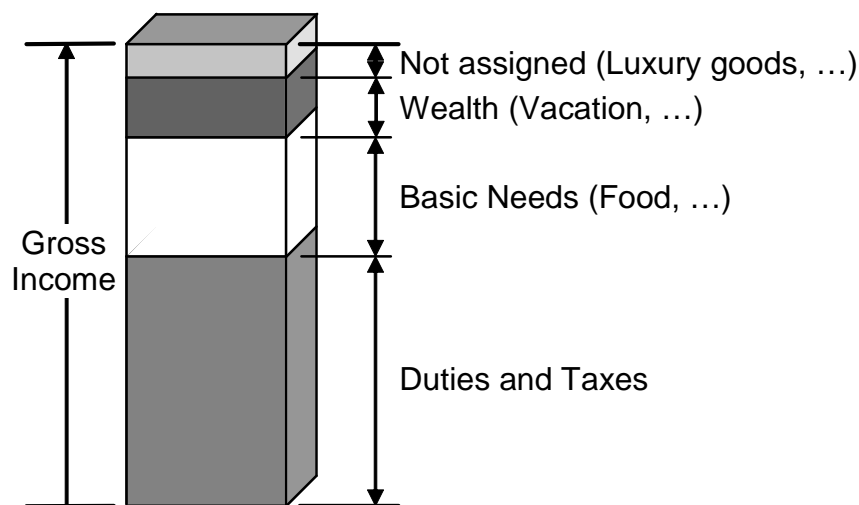 Not assigned (Luxury goods, …)
Wealth (Vacation, …)
Basic Needs (Food, …)
Gross
Income
Duties and Taxes